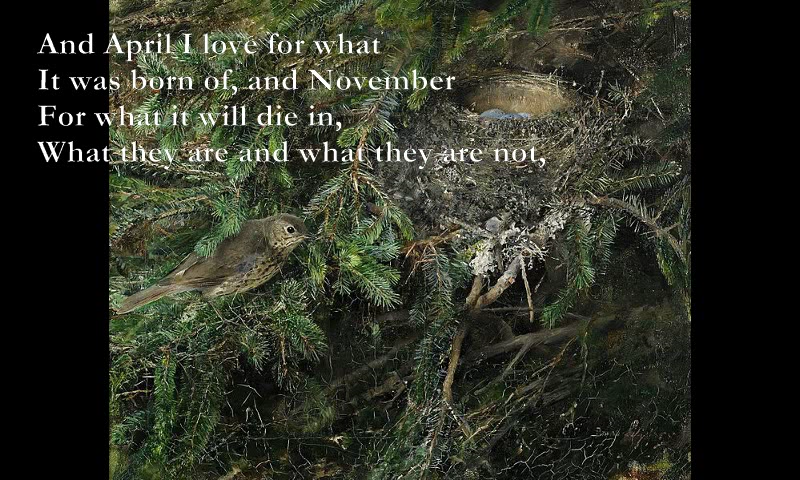 And April I love for what
It was born of, and November
For what it will die in,
What they are and what they are not,